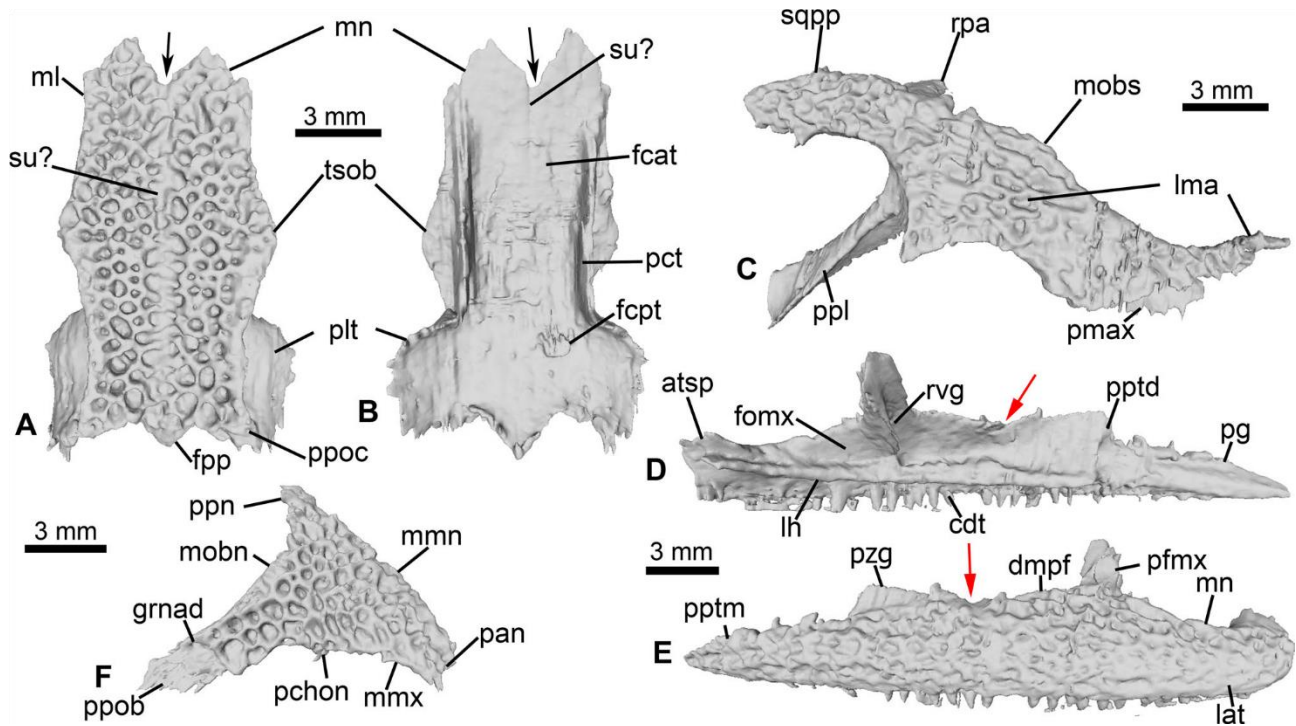 mn
ml
3 mm
su?
tsob
plt
A
fpp
ppoc
su?
fcat
pct
fcpt
B
sqpp
rpa
mobs
3 mm
lma
C
ppl
pmax
atsp
fomx
rvg
pptd
pg
D
lh
cdt
3 mm
ppn
mobn
mmn
grnad
pan
F
ppob
pchon
mmx
3 mm
pzg
dmpf
pfmx
mn
pptm
E
lat